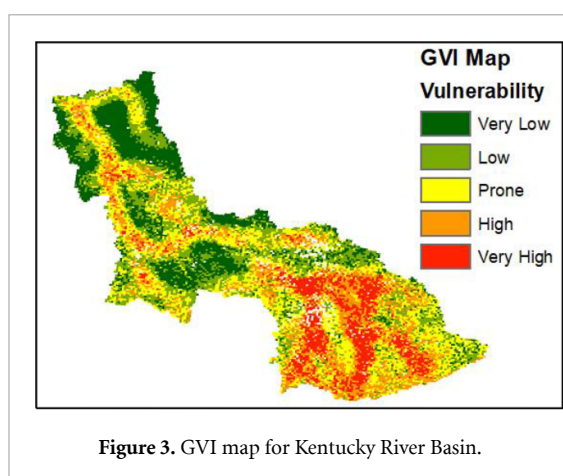 GVI Map
Vulnerability
Very Low
Low
Prone
High
Very High
Figure 3. GVI map for Kentucky River Basin.